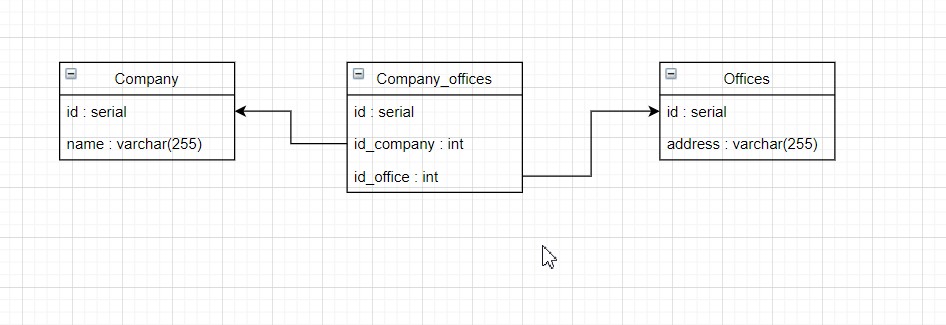 Company
id : serial
name : varchar(255)
Company_offices
id : serial
id_company : int
id_office : int
Offices
id : serial
address : varchar(255)